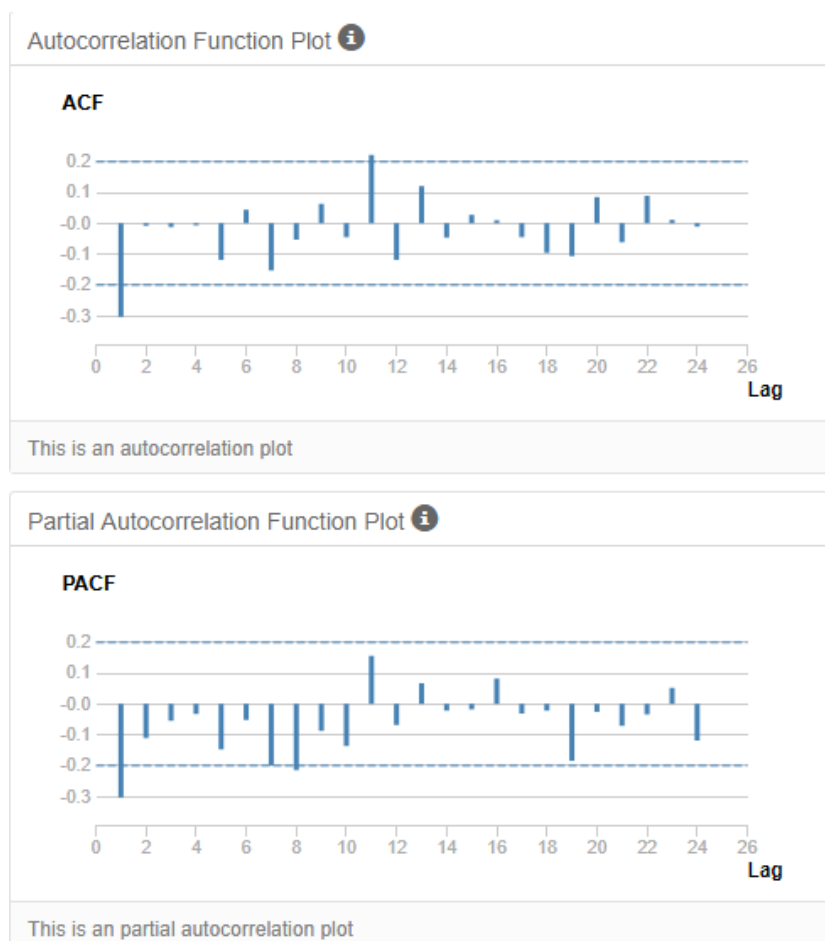 Autocorrelation Function Plot i
ACF
0.2
0.1
-0.0
-0.1
-0.2
-0.3
0 2 4 6 8 10 12 14 16 18 20 22 24 26
Lag
This is an autocorrelation plot
Partial Autocorrelation Function Plot i
PACF
0.2
0.1
-0.0
-0.1
-0.2
-0.3
0 2 4 6 8 10 12 14 16 18 20 22 24 26
Lag
This is an partial autocorrelation plot